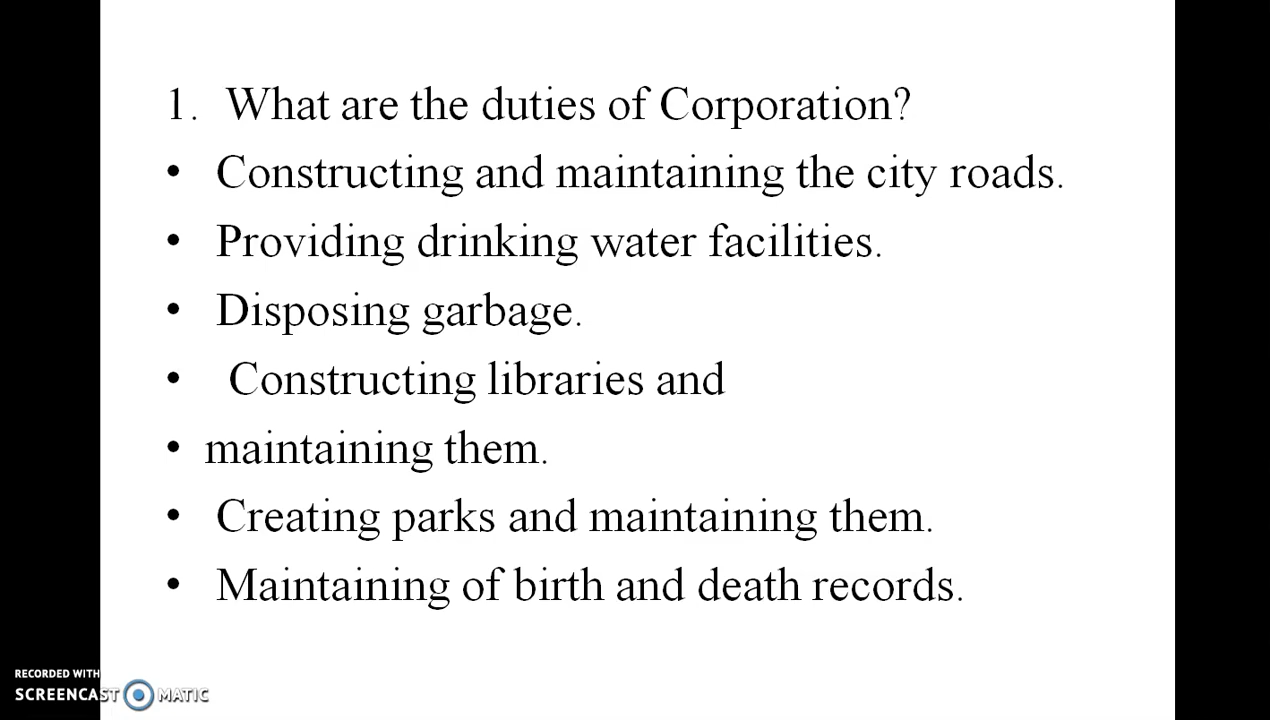 1. What are the duties of Corporation?
• Constructing and maintaining the city roads.
• Providing drinking water facilities.
• Disposing garbage.
• Constructing libraries and
• maintaining them.
• Creating parks and maintaining them.
• Maintaining of birth and death records.
RECORDED WITH
SCREENCAST MATIC